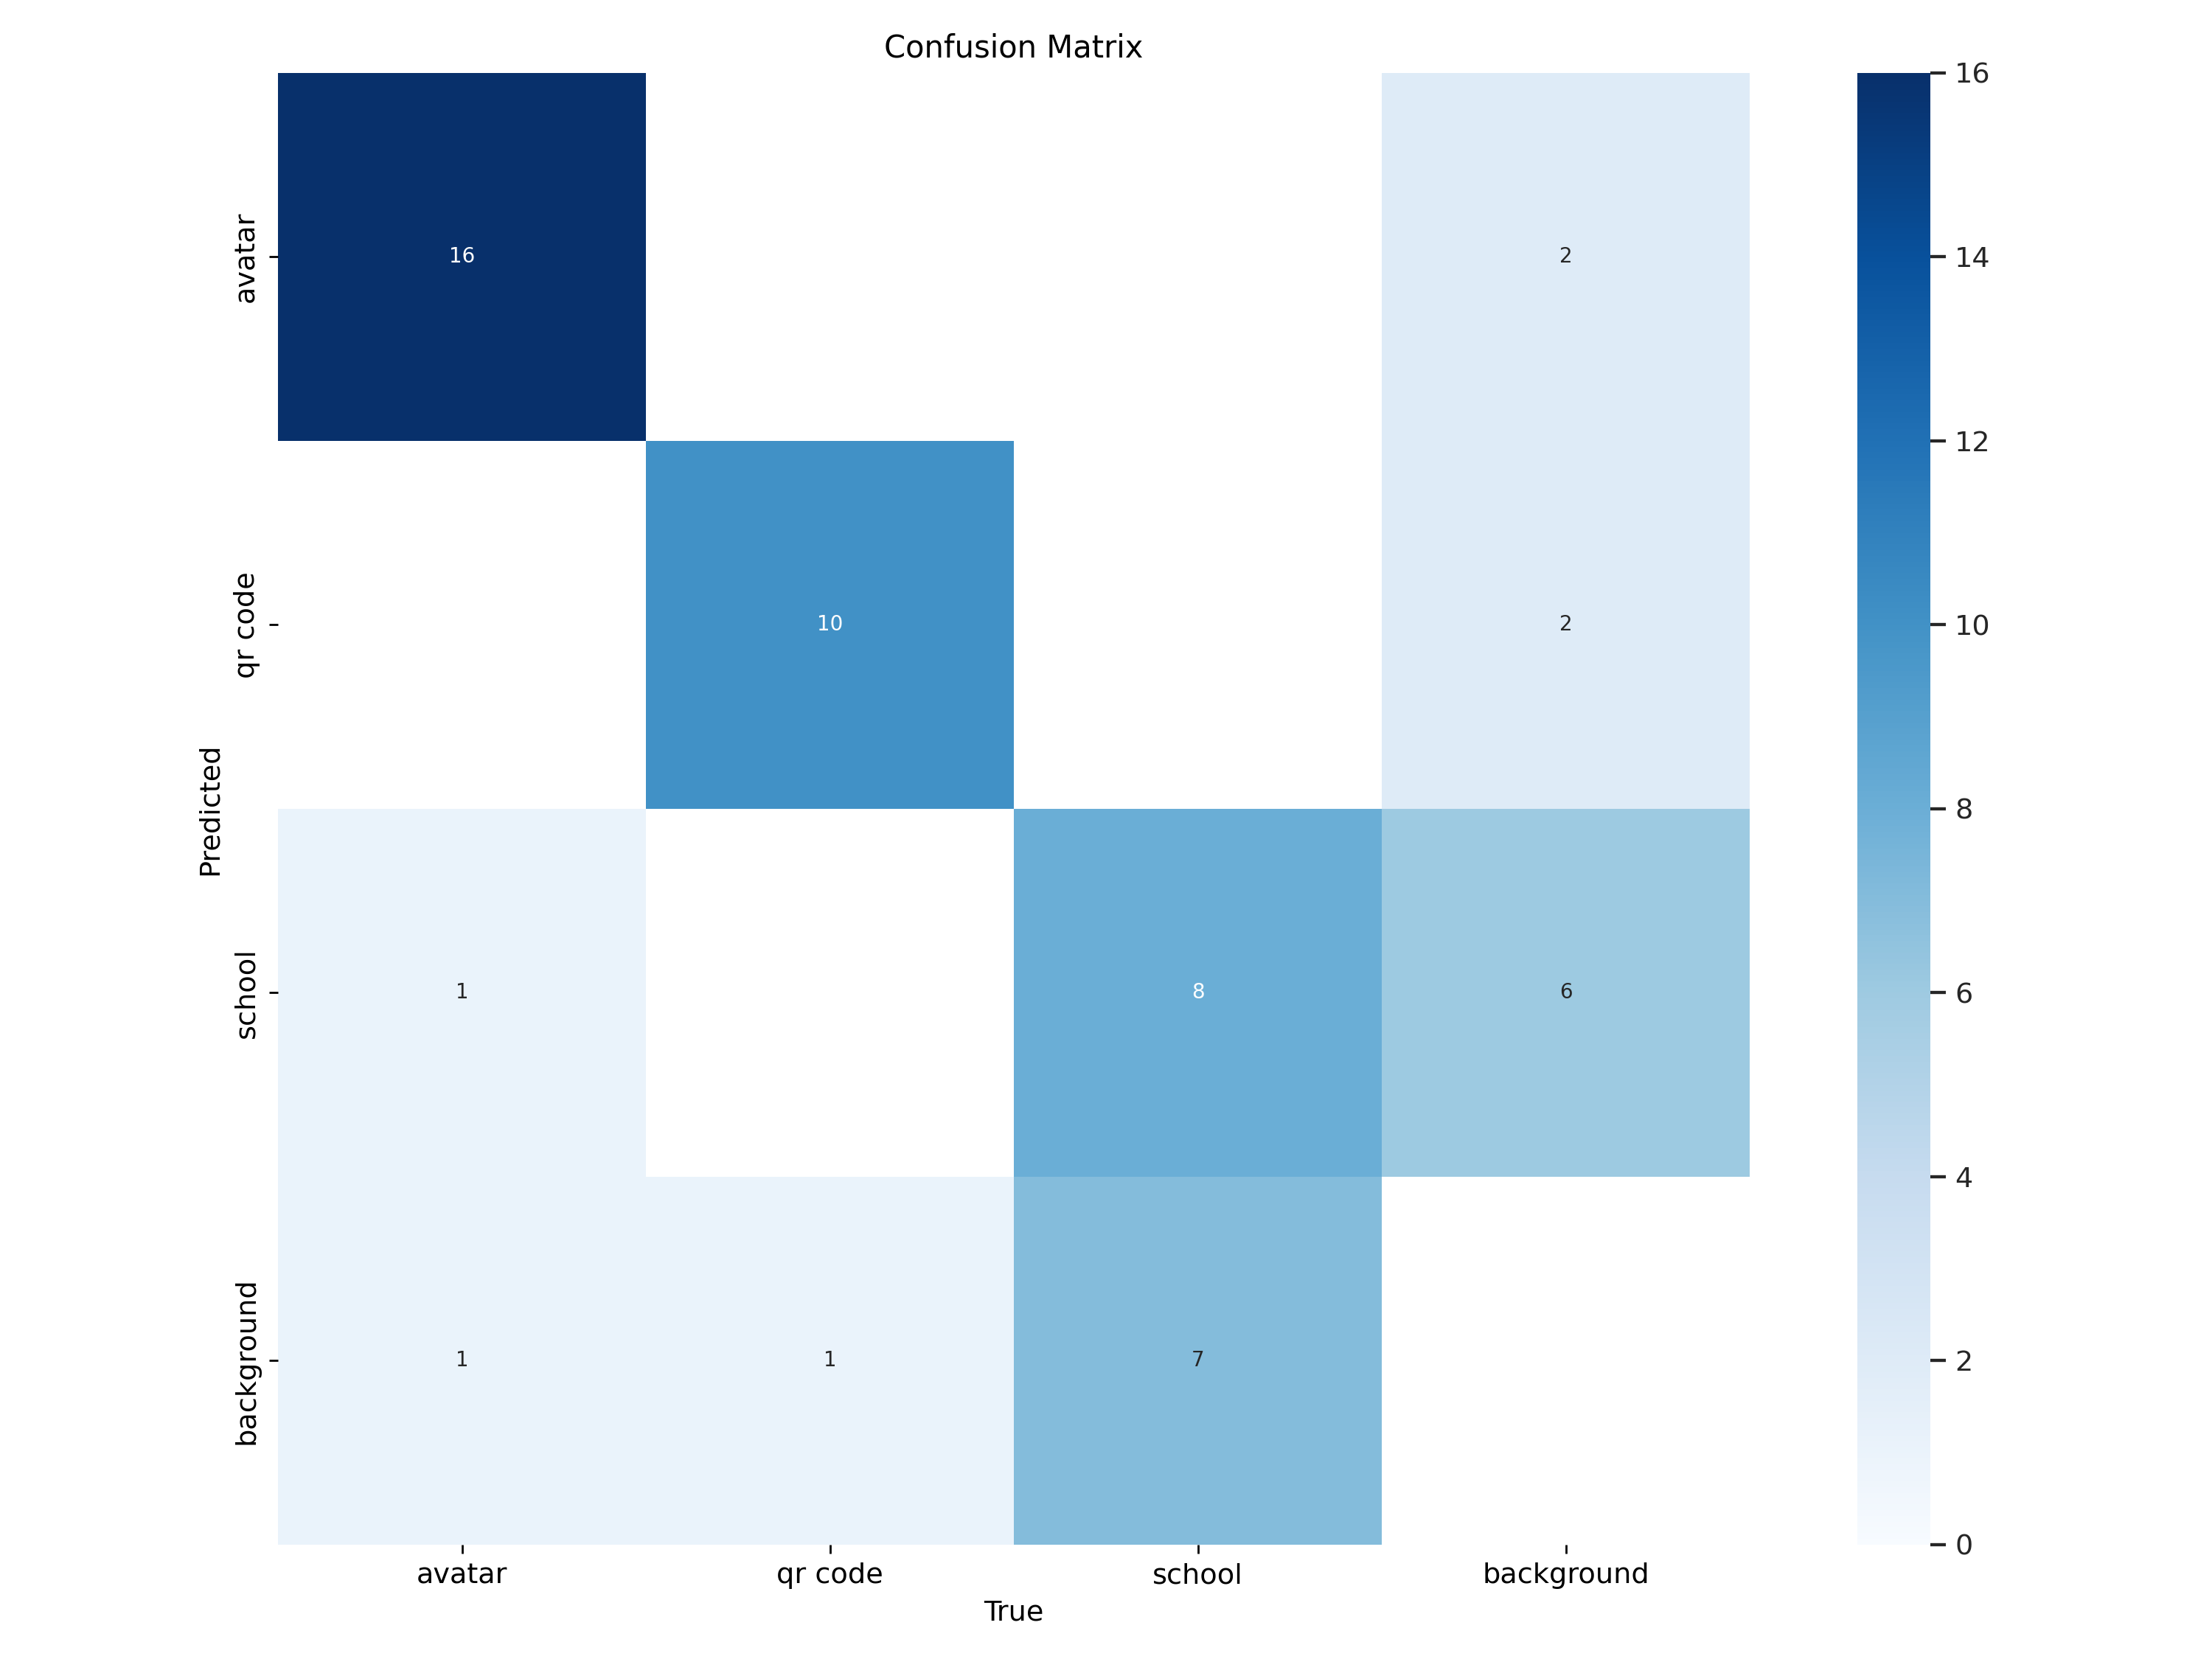 Confusion Matrix
avatar
16
2
qr code
10
2
Predicted
school
1
8
6
background
1
1
7
avatar
qr code
school
background
True
16
14
12
10
8
6
4
2
0